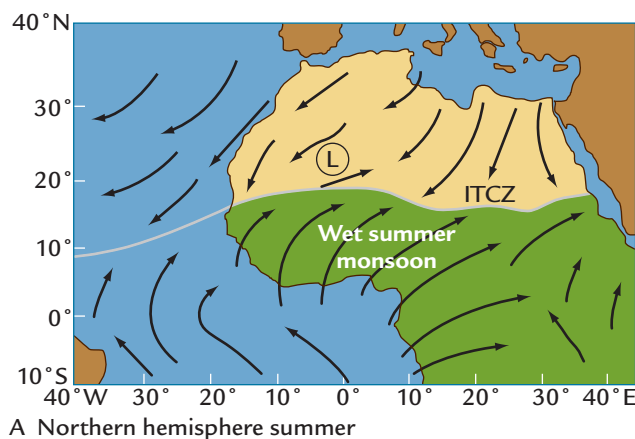 40˚N
30˚
20˚
10˚
0˚
10˚S
L
ITCZ
Wet summer
monsoon
40˚W 30˚ 20˚ 10˚ 0˚ 10˚ 20˚ 30˚ 40˚E
A Northern hemisphere summer